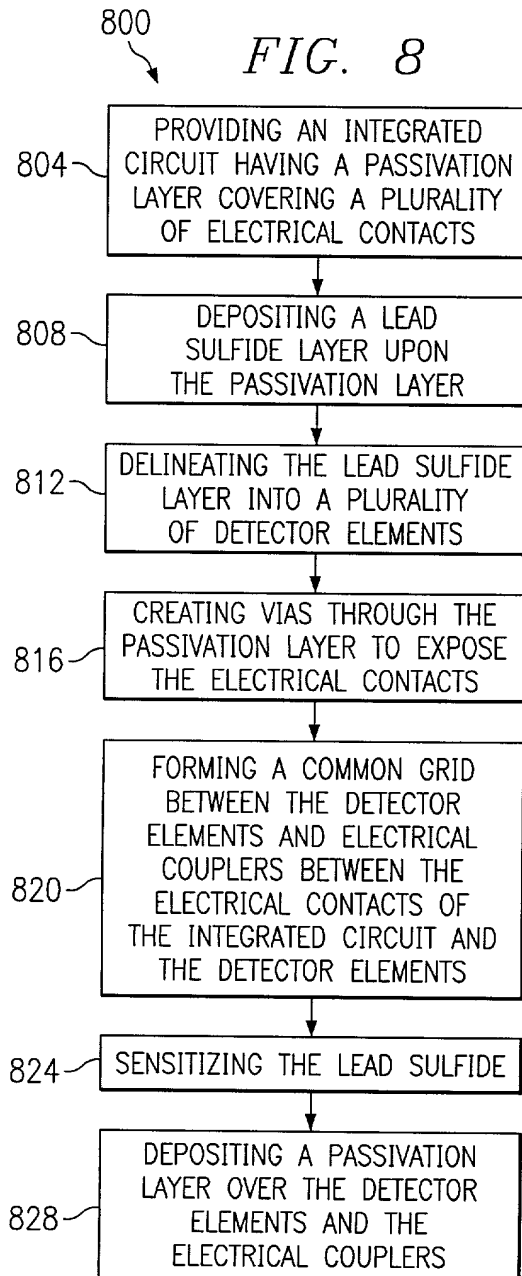 800
FIG. 8
804
PROVIDING AN INTEGRATED
CIRCUIT HAVING A PASSIVATION
LAYER COVERING A PLURALITY
OF ELECTRICAL CONTACTS
808
DEPOSITING A LEAD
SULFIDE LAYER UPON
THE PASSIVATION LAYER
812
DELINEATING THE LEAD SULFIDE
LAYER INTO A PLURALITY
OF DETECTOR ELEMENTS
816
CREATING VIAS THROUGH THE
PASSIVATION LAYER TO EXPOSE
THE ELECTRICAL CONTACTS
820
FORMING A COMMON GRID
BETWEEN THE DETECTOR
ELEMENTS AND ELECTRICAL
COUPLERS BETWEEN THE
ELECTRICAL CONTACTS OF
THE INTEGRATED CIRCUIT AND
THE DETECTOR ELEMENTS
824
SENSITIZING THE LEAD SULFIDE
828
DEPOSITING A PASSIVATION
LAYER OVER THE DETECTOR
ELEMENTS AND THE
ELECTRICAL COUPLERS